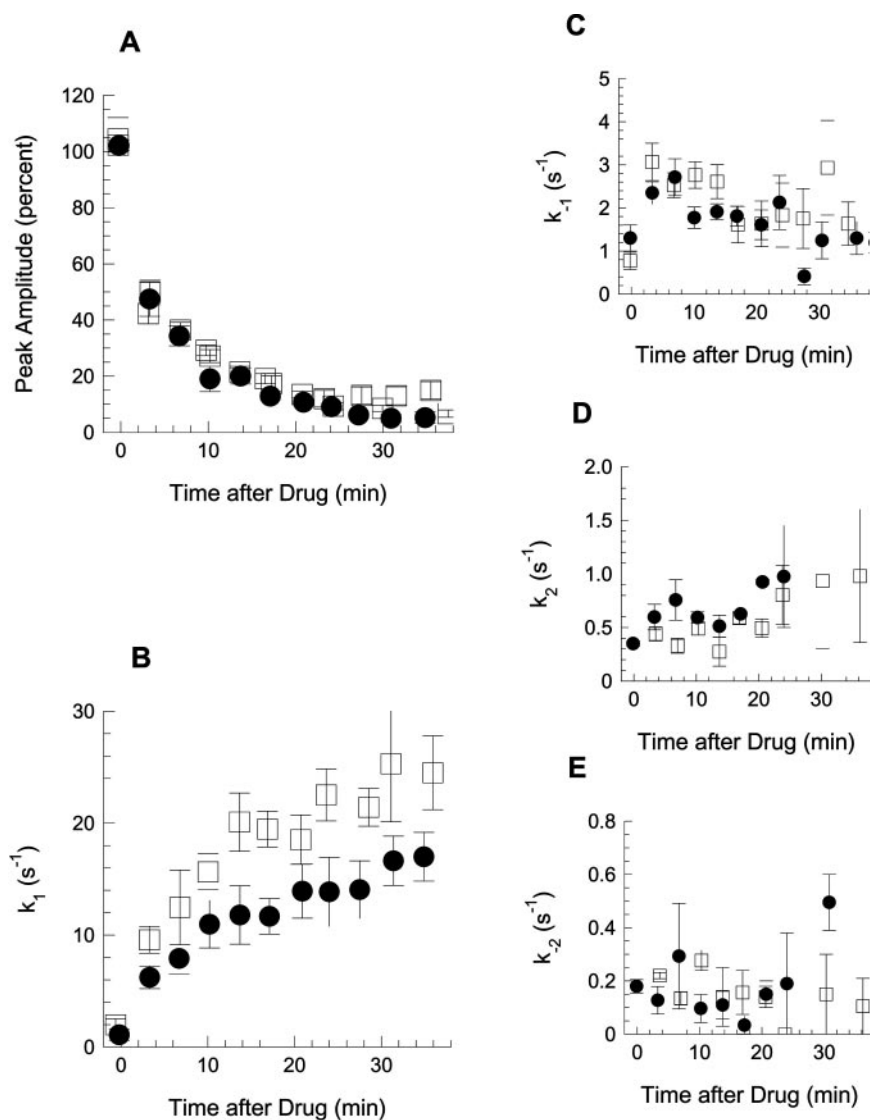 A
120
100
80
60
40
20
0
Peak Amplitude (percent)
0 10 20 30
Time after Drug (min)
B
30
20
10
0
k1 (s-1)
0 10 20 30
Time after Drug (min)
C
5
4
3
2
1
0
k-1 (s-1)
0 10 20 30
Time after Drug (min)
D
2.0
1.5
1.0
0.5
0.0
k2 (s-1)
0 10 20 30
Time after Drug (min)
E
0.8
0.6
0.4
0.2
0.0
k-2 (s-1)
0 10 20 30
Time after Drug (min)